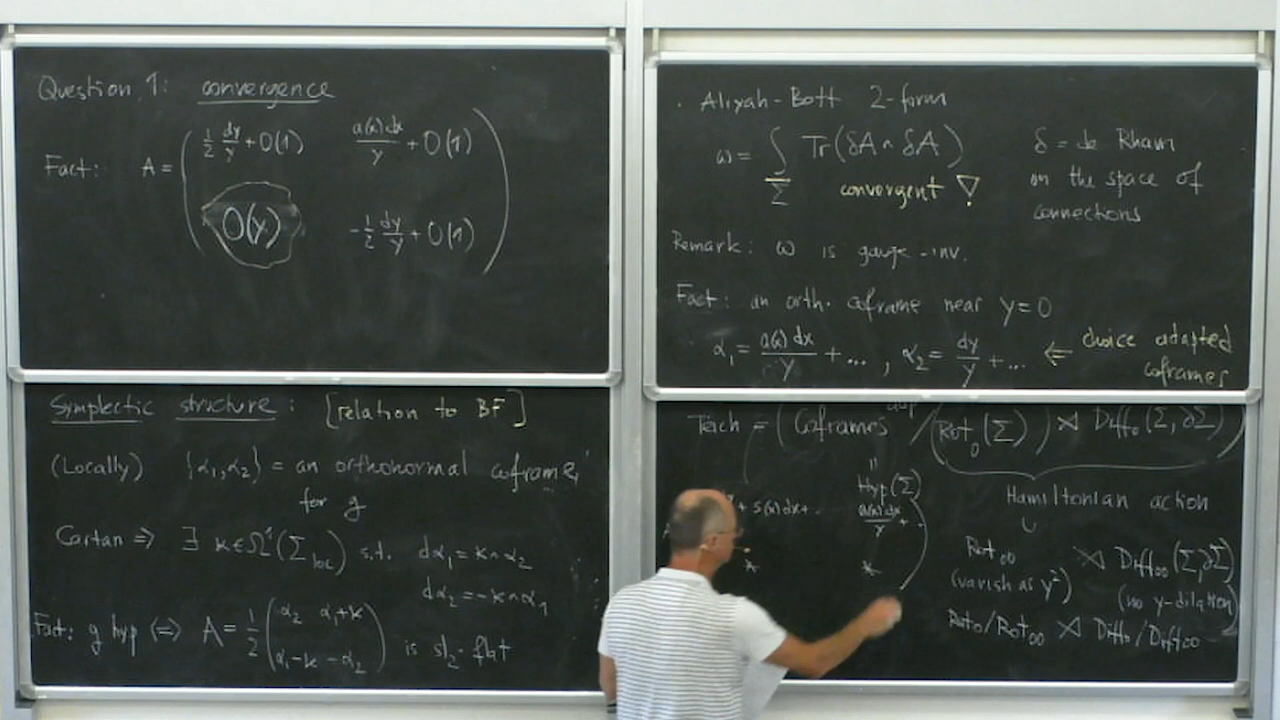 Question 1: convergence
Fact: A = ( 1/2 dy/y + O(1) a(x)dx/y + O(1)
O(y) -1/2 dy/y + O(1) )
Symplectic structure: [relation to BF]
(Locally) {α₁, α₂} = an orthonormal coframe
for g
Cartan ⇒ ∃ κ∈Ω¹(Σ_loc) s.t. dα₁ = κ∧α₂
dα₂ = -κ∧α₁
Fact: g hyp ⇔ A = 1/2 ( α₂ α₁+κ
α₁-κ -α₂ ) is sl₂-flat
· Atiyah-Bott 2-form
ω = ∫_Σ Tr(δA ∧ δA) δ = de Rham
convergent ∇! on the space of
connections
Remark: ω is gauge-inv.
Fact: an orth. coframe near y=0
α₁ = a(x)dx/y + ..., α₂ = dy/y + ... ⇐ choice adapted
coframes
Teich = ( Coframes / (Rot₀(Σ)) ⋊ Diff₀(Σ,∂Σ) )
"
Hyp(Σ)
Hamiltonian action
+ s(x)dx+.. a(x)dx/y + ..
* *
∪
Rot₀₀ ⋊ Diff₀₀(Σ,∂Σ)
(vanish as y²) (no y-dilation)
Rot₀/Rot₀₀ ⋊ Diff₀/Diff₀₀